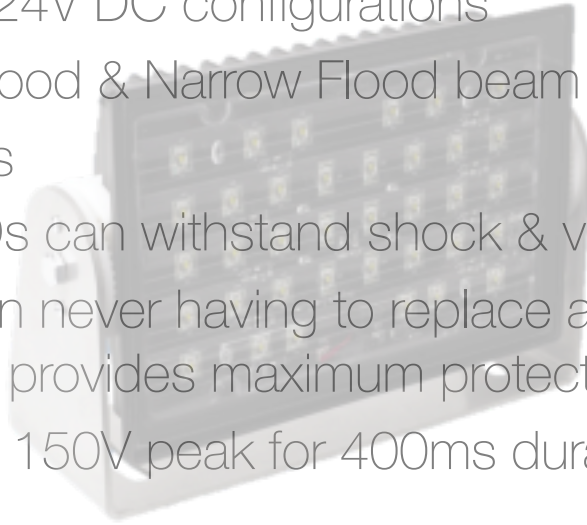 24V DC configurations
ood & Narrow Flood beam
s
s can withstand shock & v
n never having to replace a
provides maximum protect
150V peak for 400ms dura